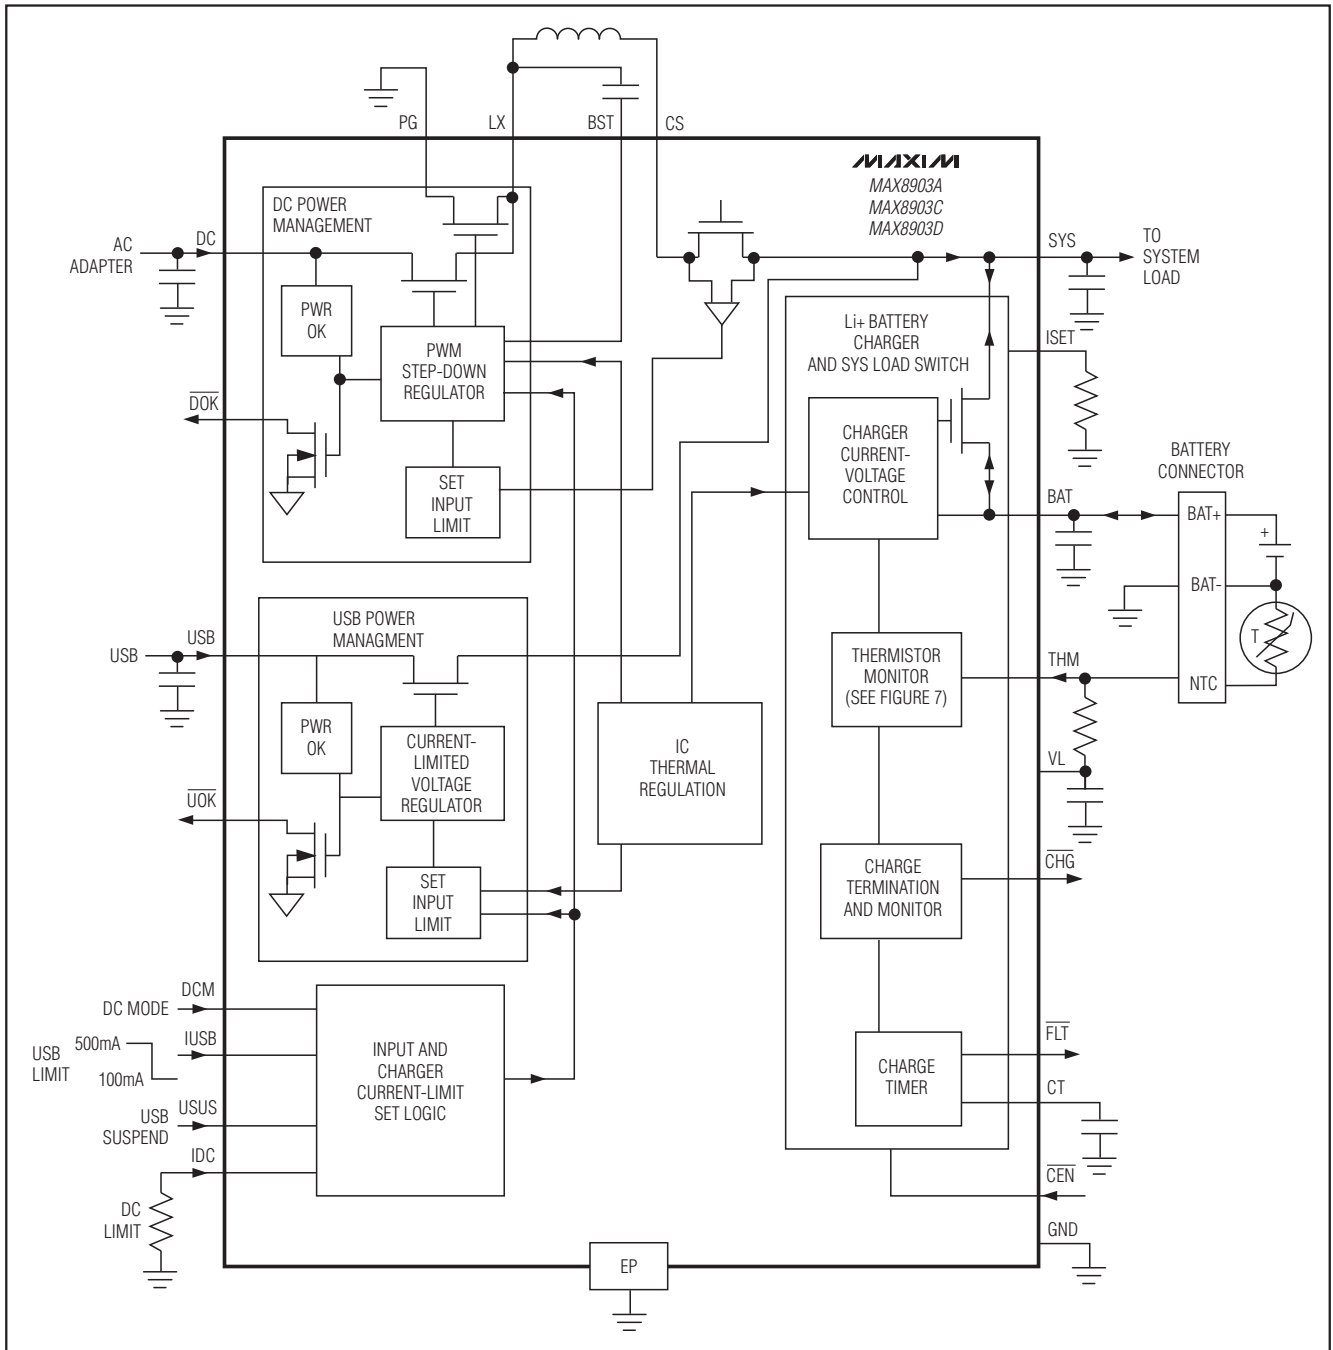 PG
LX
BST
CS
MAXIM
MAX8903A
MAX8903C
MAX8903D
DC POWER
MANAGEMENT
AC
ADAPTER
DC
PWR
OK
PWM
STEP-DOWN
REGULATOR
DOK
SET
INPUT
LIMIT
SYS
TO
SYSTEM
LOAD
Li+ BATTERY
CHARGER
AND SYS LOAD SWITCH
ISET
CHARGER
CURRENT-
VOLTAGE
CONTROL
BATTERY
CONNECTOR
BAT
BAT+
+
BAT-
T
NTC
USB POWER
MANAGMENT
USB
USB
PWR
OK
CURRENT-
LIMITED
VOLTAGE
REGULATOR
UOK
SET
INPUT
LIMIT
IC
THERMAL
REGULATION
THERMISTOR
MONITOR
(SEE FIGURE 7)
THM
VL
CHARGE
TERMINATION
AND MONITOR
CHG
DC MODE
DCM
USB
LIMIT
500mA
100mA
IUSB
USB
SUSPEND
USUS
IDC
DC
LIMIT
INPUT AND
CHARGER
CURRENT-LIMIT
SET LOGIC
CHARGE
TIMER
FLT
CT
CEN
GND
EP